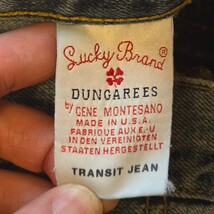 Lucky Brand
DUNGAREES
by GENE MONTESANO
MADE IN U.S.A.
FABRIQUE AUX E.-U
IN DEN VEREINIGTEN
STAATEN HERGESTELLT
TRANSIT JEAN